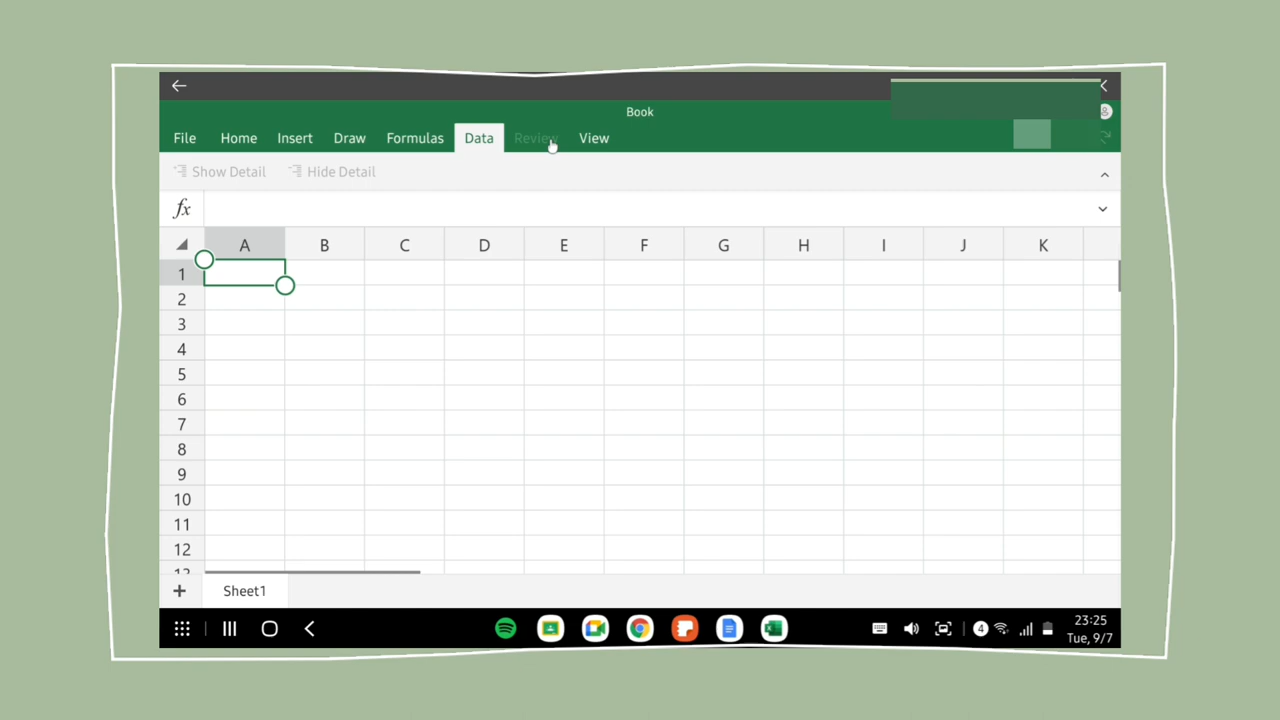 Book
File Home Insert Draw Formulas Data Review View
Show Detail Hide Detail
fx
A B C D E F G H I J K
1
2
3
4
5
6
7
8
9
10
11
12
+ Sheet1
4
23:25
Tue, 9/7